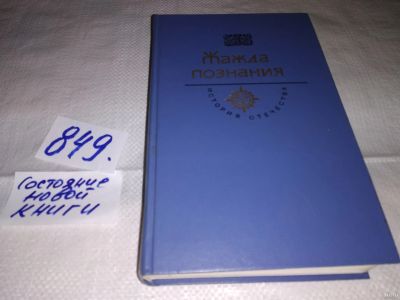 Жажда
познания
ИСТОРИЯ ОТЕЧЕСТВА
849.
Состояние
новой
книги